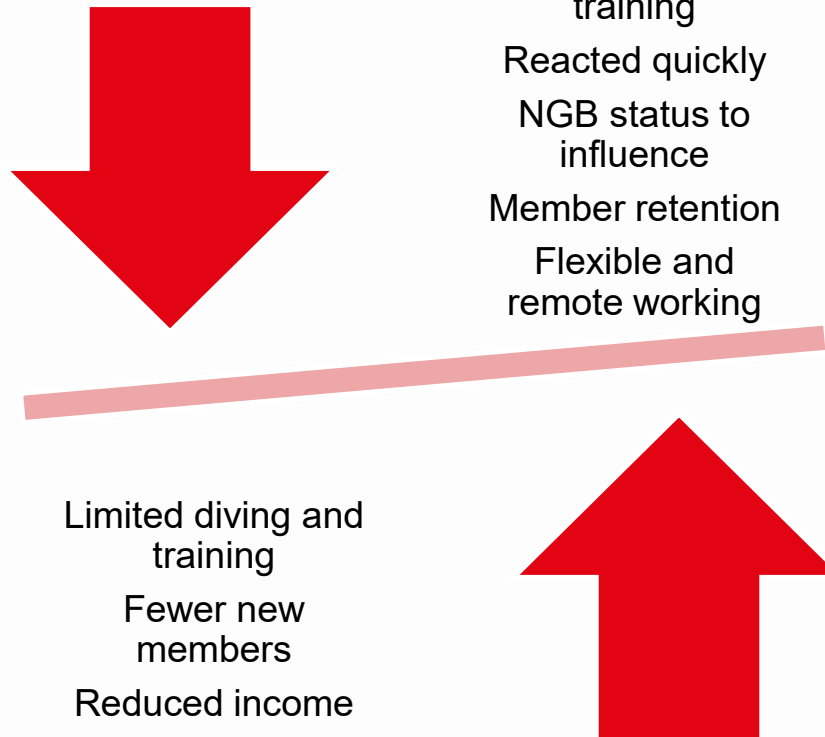 training
Reacted quickly
NGB status to
influence
Member retention
Flexible and
remote working
Limited diving and
training
Fewer new
members
Reduced income